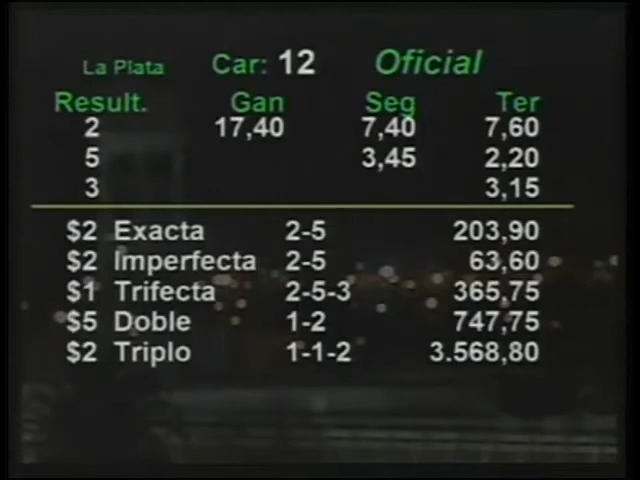 La Plata Car: 12 Oficial
Result. Gan Seg Ter
2 17,40 7,40 7,60
5 3,45 2,20
3 3,15
$2 Exacta 2-5 203,90
$2 Imperfecta 2-5 63,60
$1 Trifecta 2-5-3 365,75
$5 Doble 1-2 747,75
$2 Triplo 1-1-2 3.568,80